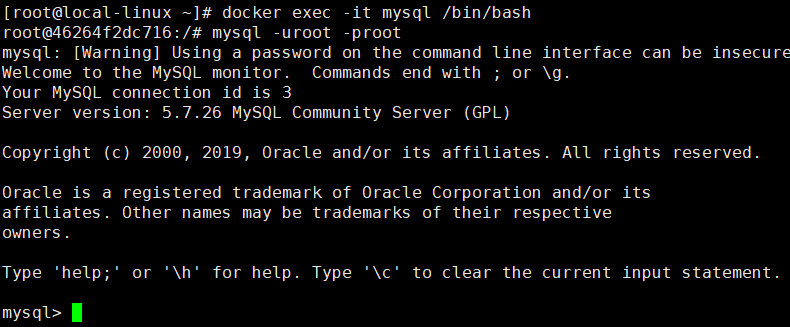 [root@local-linux ~]# docker exec -it mysql /bin/bash
root@46264f2dc716:/# mysql -uroot -proot
mysql: [Warning] Using a password on the command line interface can be insecure
Welcome to the MySQL monitor.  Commands end with ; or \g.
Your MySQL connection id is 3
Server version: 5.7.26 MySQL Community Server (GPL)

Copyright (c) 2000, 2019, Oracle and/or its affiliates. All rights reserved.

Oracle is a registered trademark of Oracle Corporation and/or its
affiliates. Other names may be trademarks of their respective
owners.

Type 'help;' or '\h' for help. Type '\c' to clear the current input statement.

mysql>